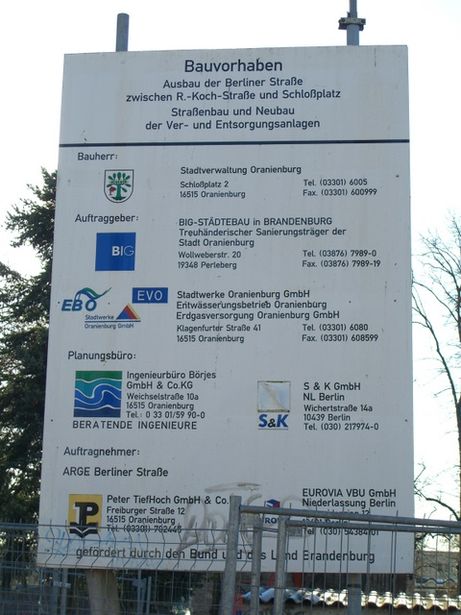 Bauvorhaben
Ausbau der Berliner Straße
zwischen R.-Koch-Straße und Schloßplatz
Straßenbau und Neubau
der Ver- und Entsorgungsanlagen
Bauherr:
Stadtverwaltung Oranienburg
Schloßplatz 2 Tel. (03301) 6005
16515 Oranienburg Fax. (03301) 600999
Auftraggeber:
BIG-STÄDTEBAU in BRANDENBURG
Treuhänderischer Sanierungsträger der
Stadt Oranienburg
BIG
Wollweberstr. 20 Tel. (03876) 7989-0
19348 Perleberg Fax. (03876) 7989-19
EBO
EVO
Stadtwerke
Oranienburg GmbH
Stadtwerke Oranienburg GmbH
Entwässerungsbetrieb Oranienburg
Erdgasversorgung Oranienburg GmbH
Klagenfurter Straße 41 Tel. (03301) 6080
16515 Oranienburg Fax. (03301) 608599
Planungsbüro:
Ingenieurbüro Börjes
GmbH & Co.KG
Weichselstraße 10a
16515 Oranienburg
Tel.: 0 33 01/59 90-0
BERATENDE INGENIEURE
S&K
S & K GmbH
NL Berlin
Wichertstraße 14a
10439 Berlin
Tel. (030) 217974-0
Auftragnehmer:
ARGE Berliner Straße
P
Peter TiefHoch GmbH & Co.
Freiburger Straße 12
16515 Oranienburg
Tel. (03301) 702445
EUROVIA VBU GmbH
Niederlassung Berlin
Berlin
Tel. (030) 54384101
gefördert durch den Bund und das Land Brandenburg